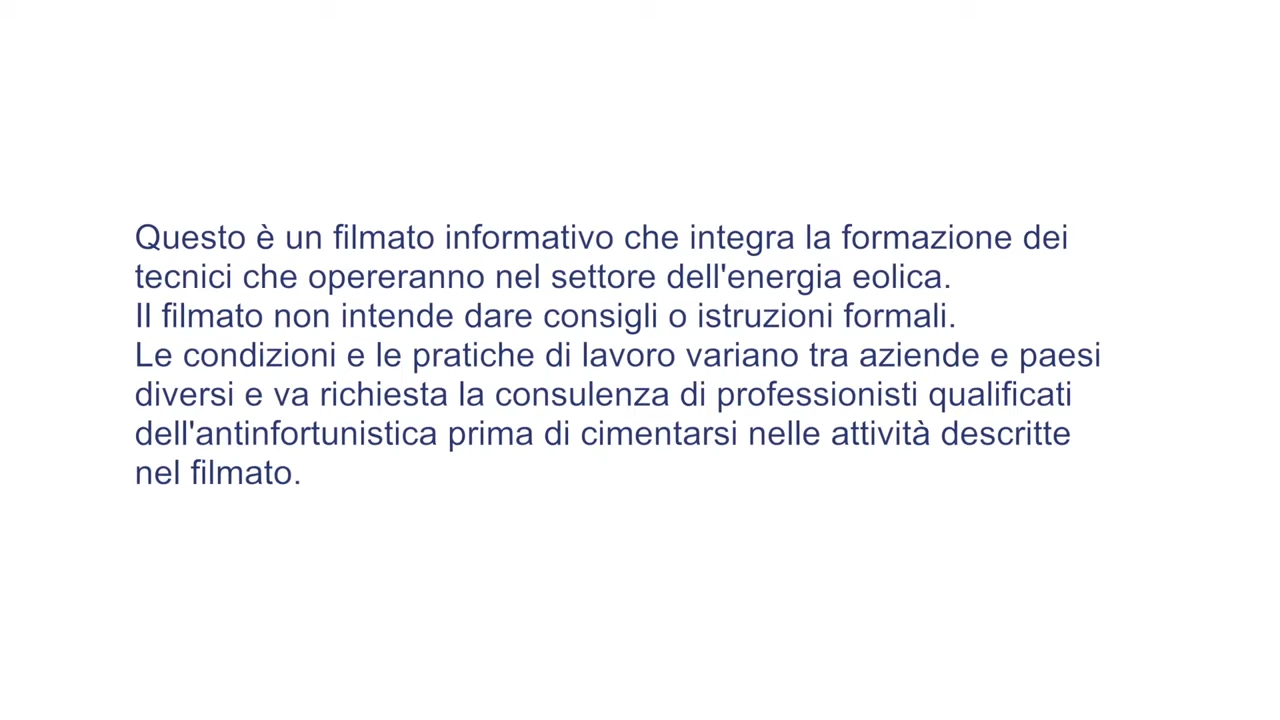 Questo è un filmato informativo che integra la formazione dei
tecnici che opereranno nel settore dell'energia eolica.
Il filmato non intende dare consigli o istruzioni formali.
Le condizioni e le pratiche di lavoro variano tra aziende e paesi
diversi e va richiesta la consulenza di professionisti qualificati
dell'antinfortunistica prima di cimentarsi nelle attività descritte
nel filmato.